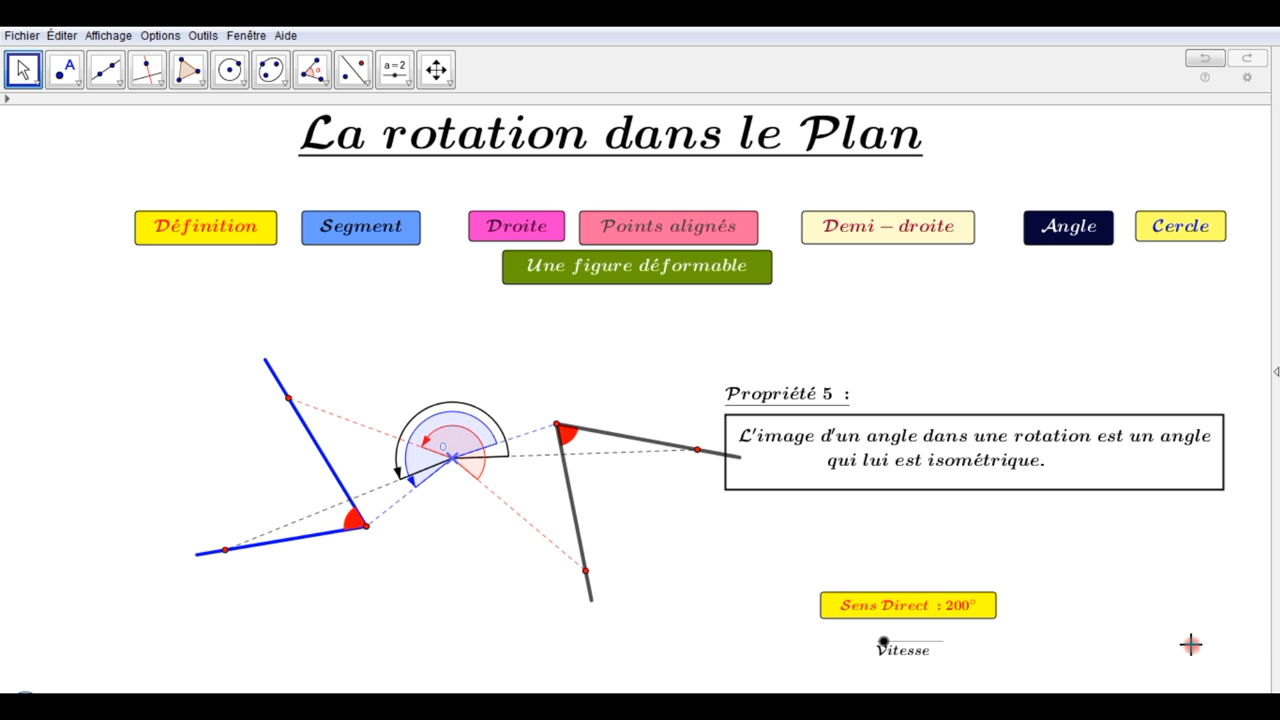 Fichier Éditer Affichage Options Outils Fenêtre Aide
A
a = 2
La rotation dans le Plan
Définition Segment Droite Points alignés Demi – droite Angle Cercle
Une figure déformable
O
Propriété 5 :
L'image d'un angle dans une rotation est un angle
qui lui est isométrique.
Sens Direct : 200°
Vitesse